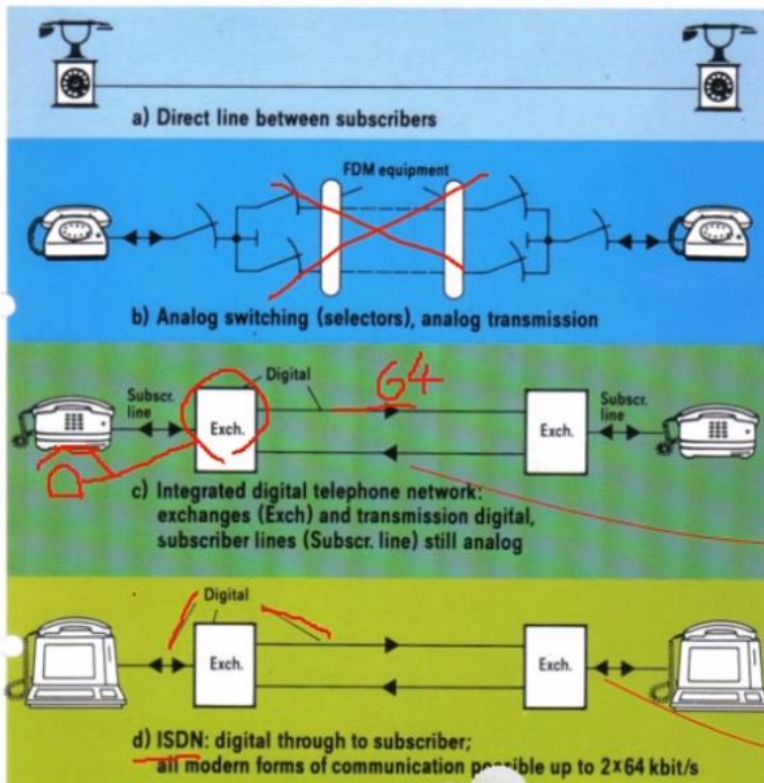 a) Direct line between subscribers
FDM equipment
b) Analog switching (selectors), analog transmission
Digital
64
Subscr.
line
Exch.
Exch.
Subscr.
line
c) Integrated digital telephone network:
exchanges (Exch) and transmission digital,
subscriber lines (Subscr. line) still analog
Digital
Exch.
Exch.
d) ISDN: digital through to subscriber;
all modern forms of communication possible up to 2×64 kbit/s